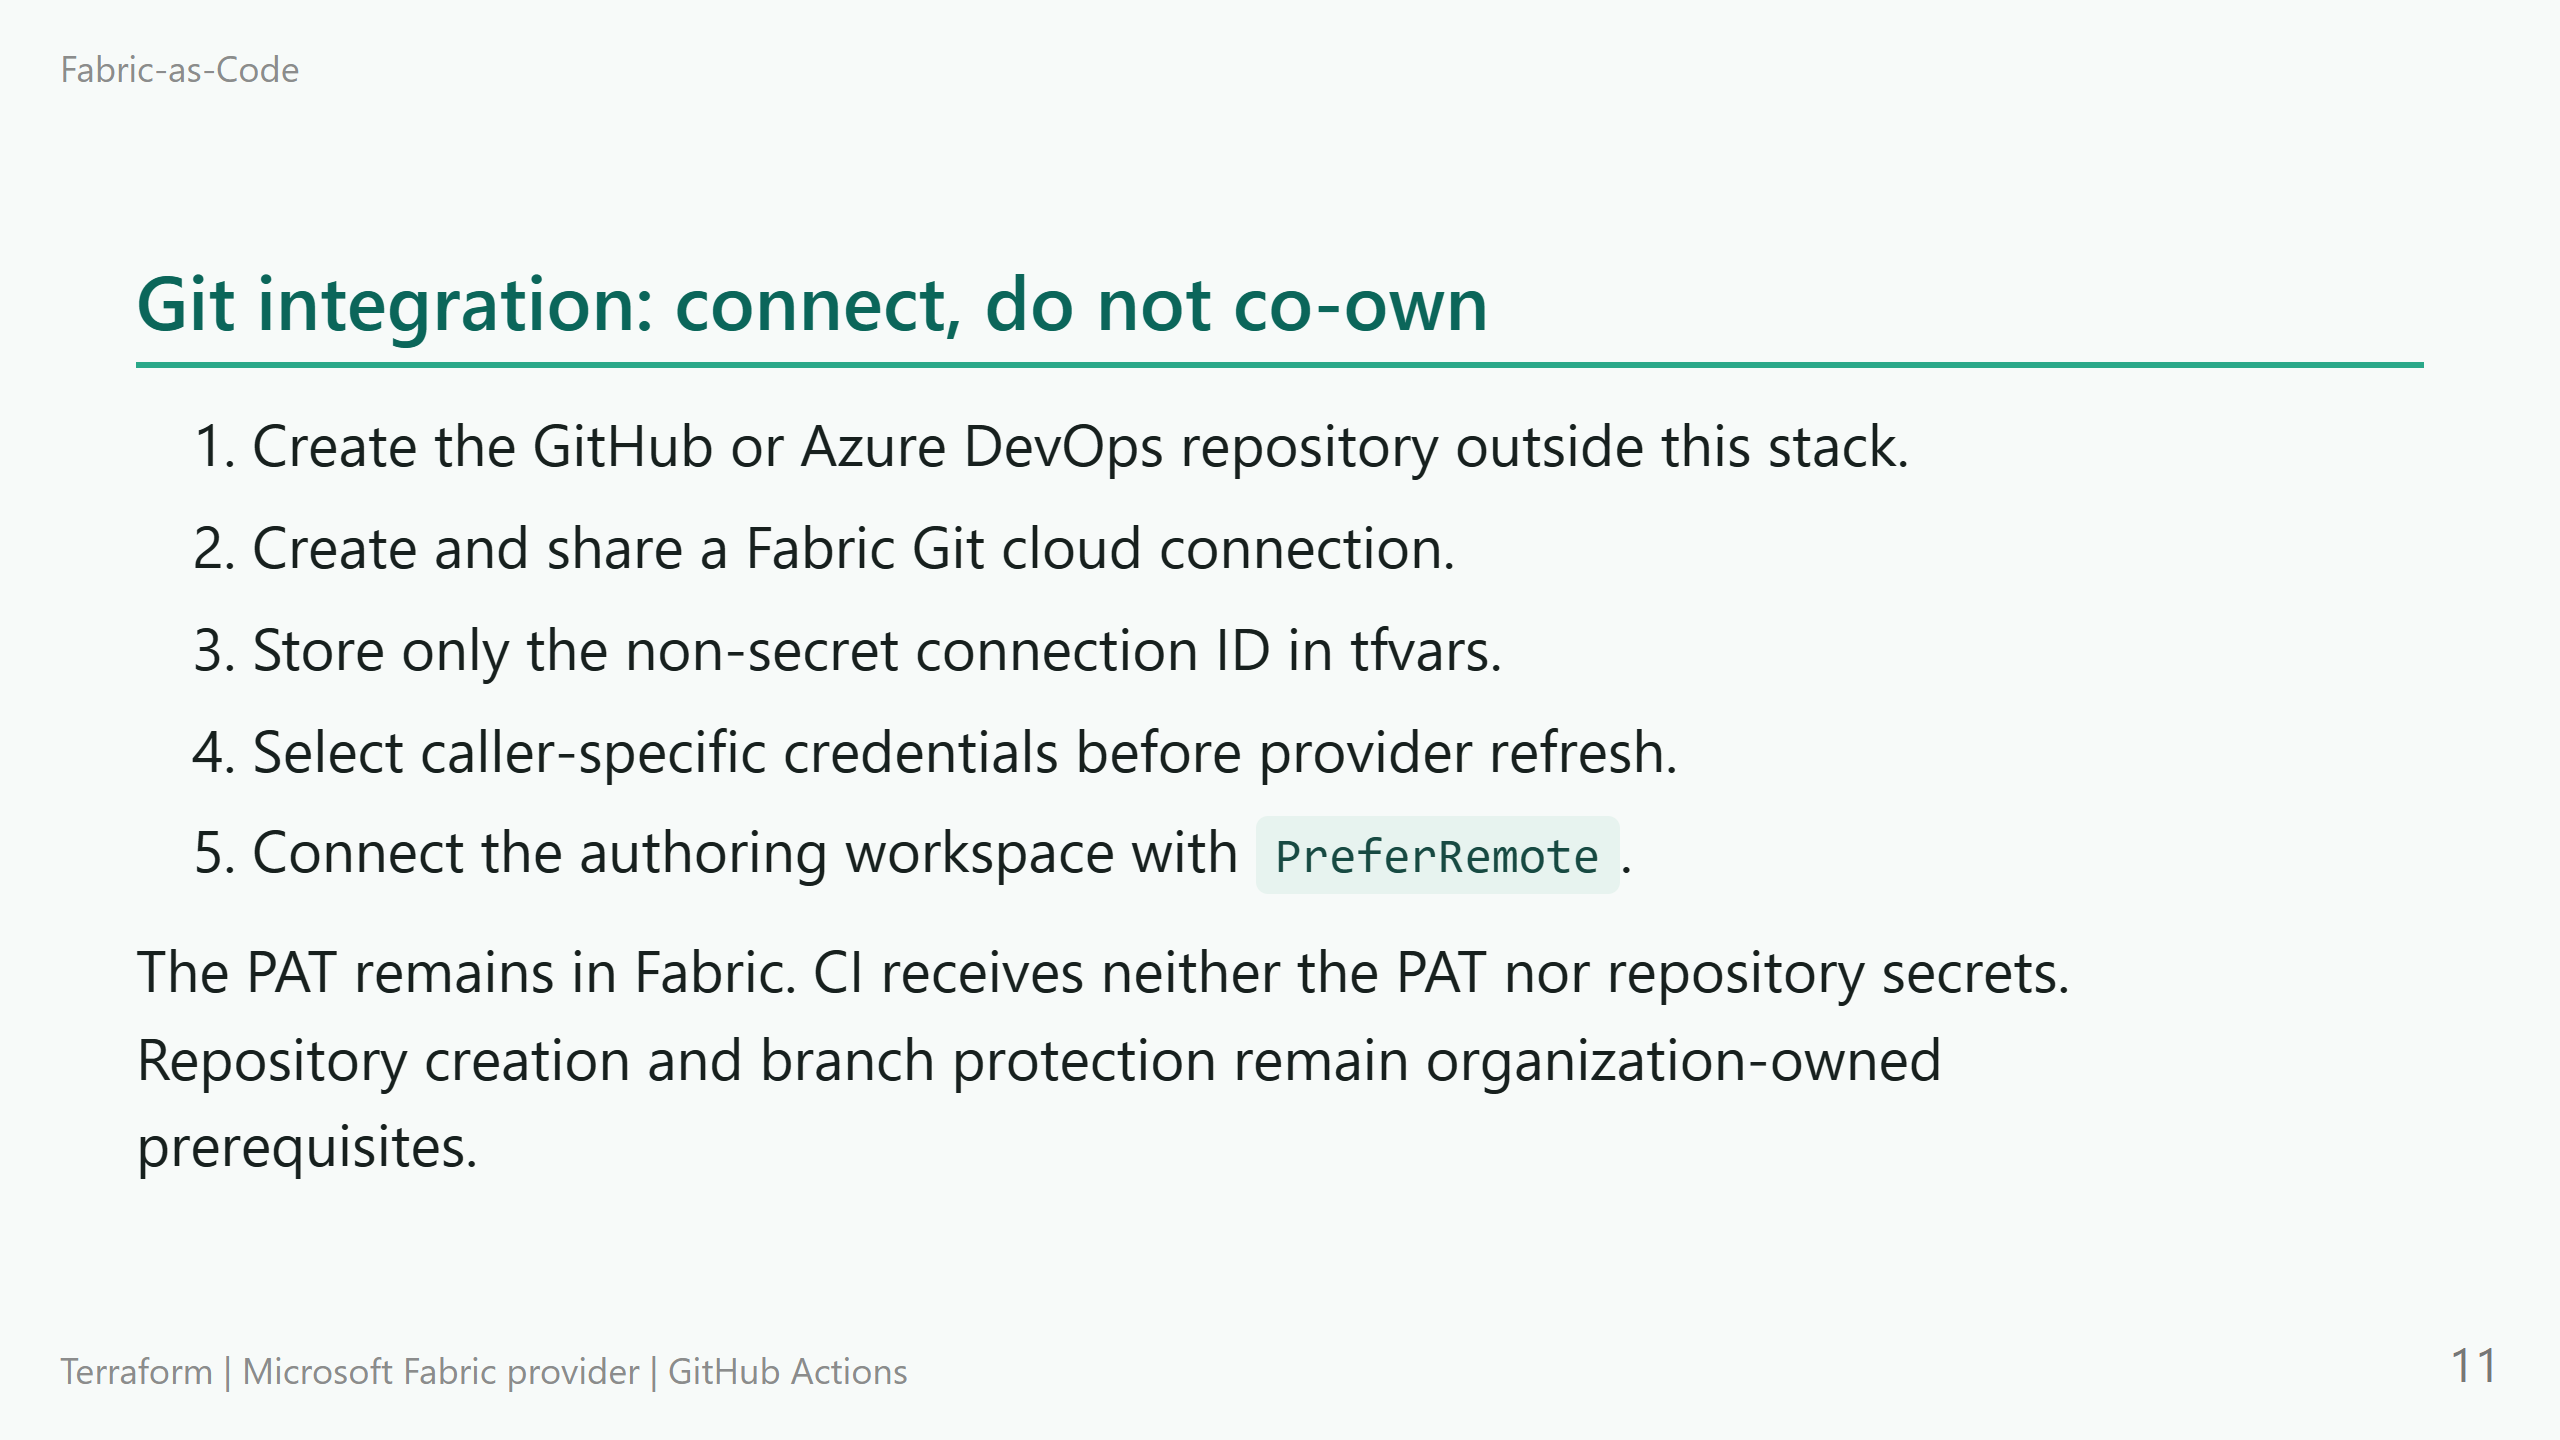 Fabric-as-Code
Git integration: connect, do not co-own
1. Create the GitHub or Azure DevOps repository outside this stack.
2. Create and share a Fabric Git cloud connection.
3. Store only the non-secret connection ID in tfvars.
4. Select caller-specific credentials before provider refresh.
5. Connect the authoring workspace with PreferRemote.
The PAT remains in Fabric. CI receives neither the PAT nor repository secrets.
Repository creation and branch protection remain organization-owned
prerequisites.
Terraform | Microsoft Fabric provider | GitHub Actions
11